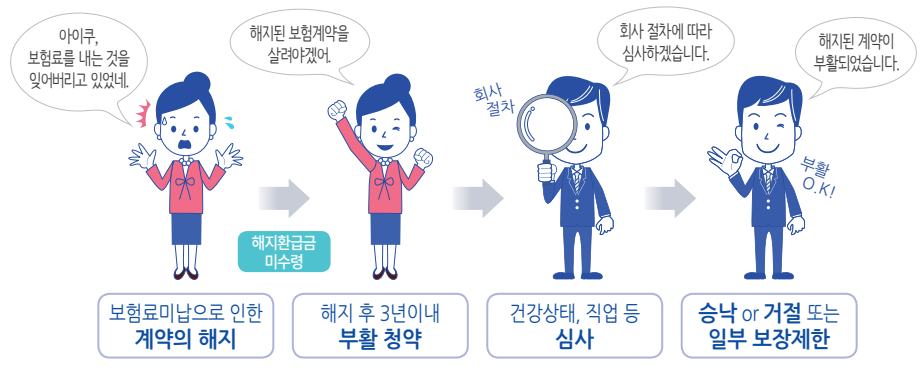 아이쿠,
보험료를 내는 것을
잊어버리고 있었네.
해지된 보험계약을
살려야겠어.
회사 절차에 따라
심사하겠습니다.
해지된 계약이
부활되었습니다.
회사
절차
부활
O.K!
해지환급금
미수령
보험료미납으로 인한
계약의 해지
해지 후 3년이내
부활 청약
건강상태, 직업 등
심사
승낙 or 거절 또는
일부 보장제한